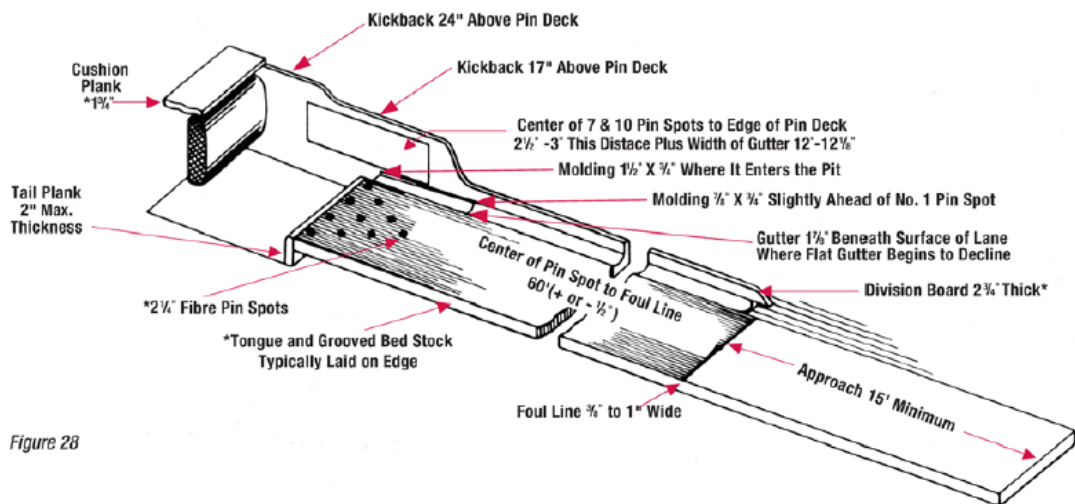 Kickback 24" Above Pin Deck
Cushion
Plank
*1¾"
Kickback 17" Above Pin Deck
Center of 7 & 10 Pin Spots to Edge of Pin Deck
2½" -3" This Distace Plus Width of Gutter 12"-12⅛"
Molding 1½" X ¾" Where It Enters the Pit
Tail Plank
2" Max.
Thickness
Molding ⅞" X ¾" Slightly Ahead of No. 1 Pin Spot
Gutter 1⅞" Beneath Surface of Lane
Where Flat Gutter Begins to Decline
Center of Pin Spot to Foul Line
60'(+ or - ½")
Division Board 2¾" Thick*
*2¼" Fibre Pin Spots
*Tongue and Grooved Bed Stock
Typically Laid on Edge
Approach 15' Minimum
Foul Line ⅜" to 1" Wide
Figure 28